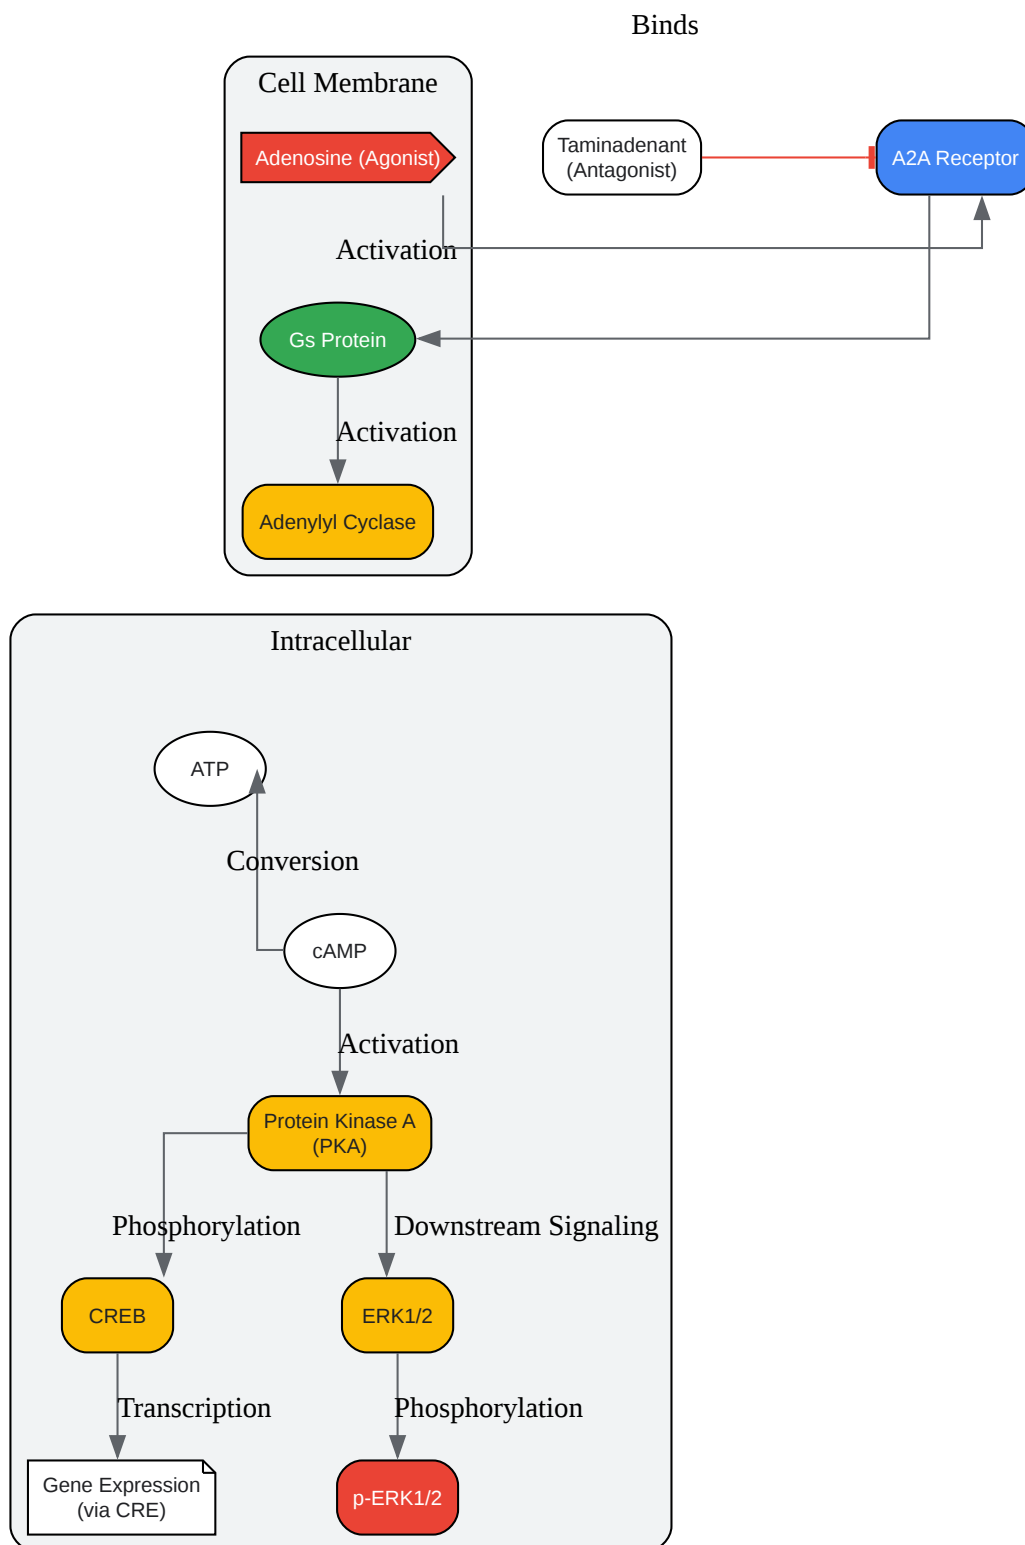 Binds
Cell Membrane
Adenosine (Agonist)
Taminadenant
(Antagonist)
A2A Receptor
Activation
Gs Protein
Activation
Adenylyl Cyclase
Intracellular
ATP
Conversion
cAMP
Activation
Protein Kinase A
(PKA)
Phosphorylation
Downstream Signaling
CREB
ERK1/2
Transcription
Phosphorylation
Gene Expression
(via CRE)
p-ERK1/2